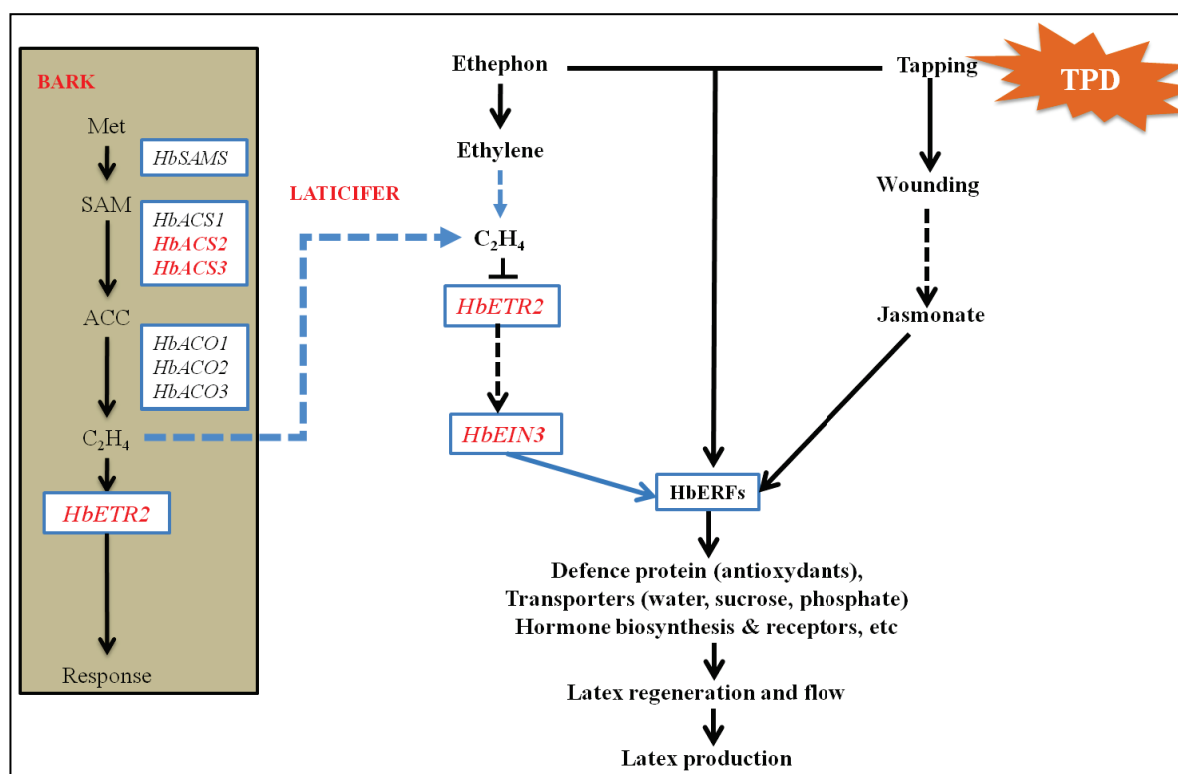 BARK
Met
HbSAMS
SAM
HbACS1
HbACS2
HbACS3
ACC
HbACO1
HbACO2
HbACO3
C₂H₄
HbETR2
Response
LATICIFER
Ethephon
Ethylene
C₂H₄
HbETR2
HbEIN3
Tapping
TPD
Wounding
Jasmonate
HbERFs
Defence protein (antioxydants),
Transporters (water, sucrose, phosphate)
Hormone biosynthesis & receptors, etc
Latex regeneration and flow
Latex production